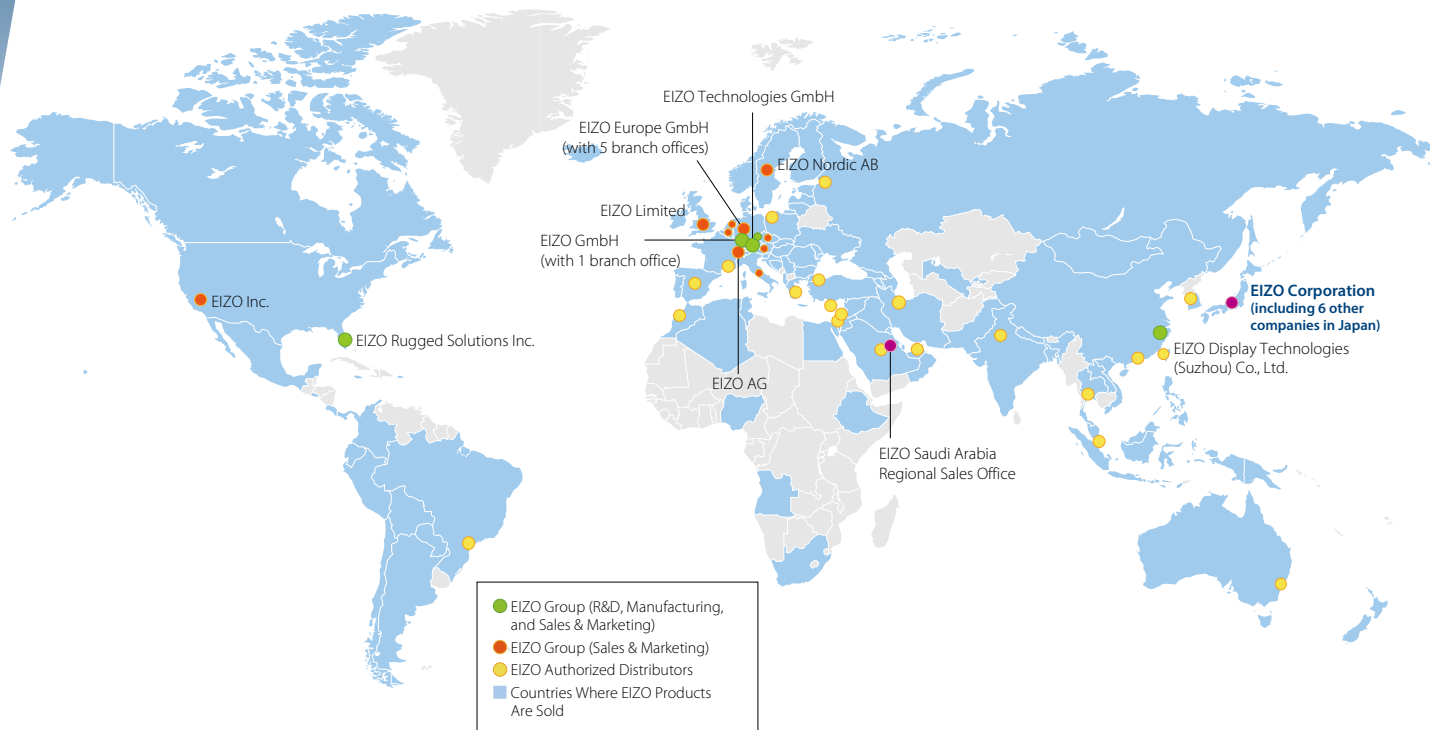 EIZO Technologies GmbH
EIZO Europe GmbH
(with 5 branch offices)
EIZO Nordic AB
EIZO Limited
EIZO GmbH
(with 1 branch office)
EIZO Inc.
EIZO Rugged Solutions Inc.
EIZO AG
EIZO Corporation
(including 6 other
companies in Japan)
EIZO Display Technologies
(Suzhou) Co., Ltd.
EIZO Saudi Arabia
Regional Sales Office
EIZO Group (R&D, Manufacturing,
and Sales & Marketing)
EIZO Group (Sales & Marketing)
EIZO Authorized Distributors
Countries Where EIZO Products
Are Sold